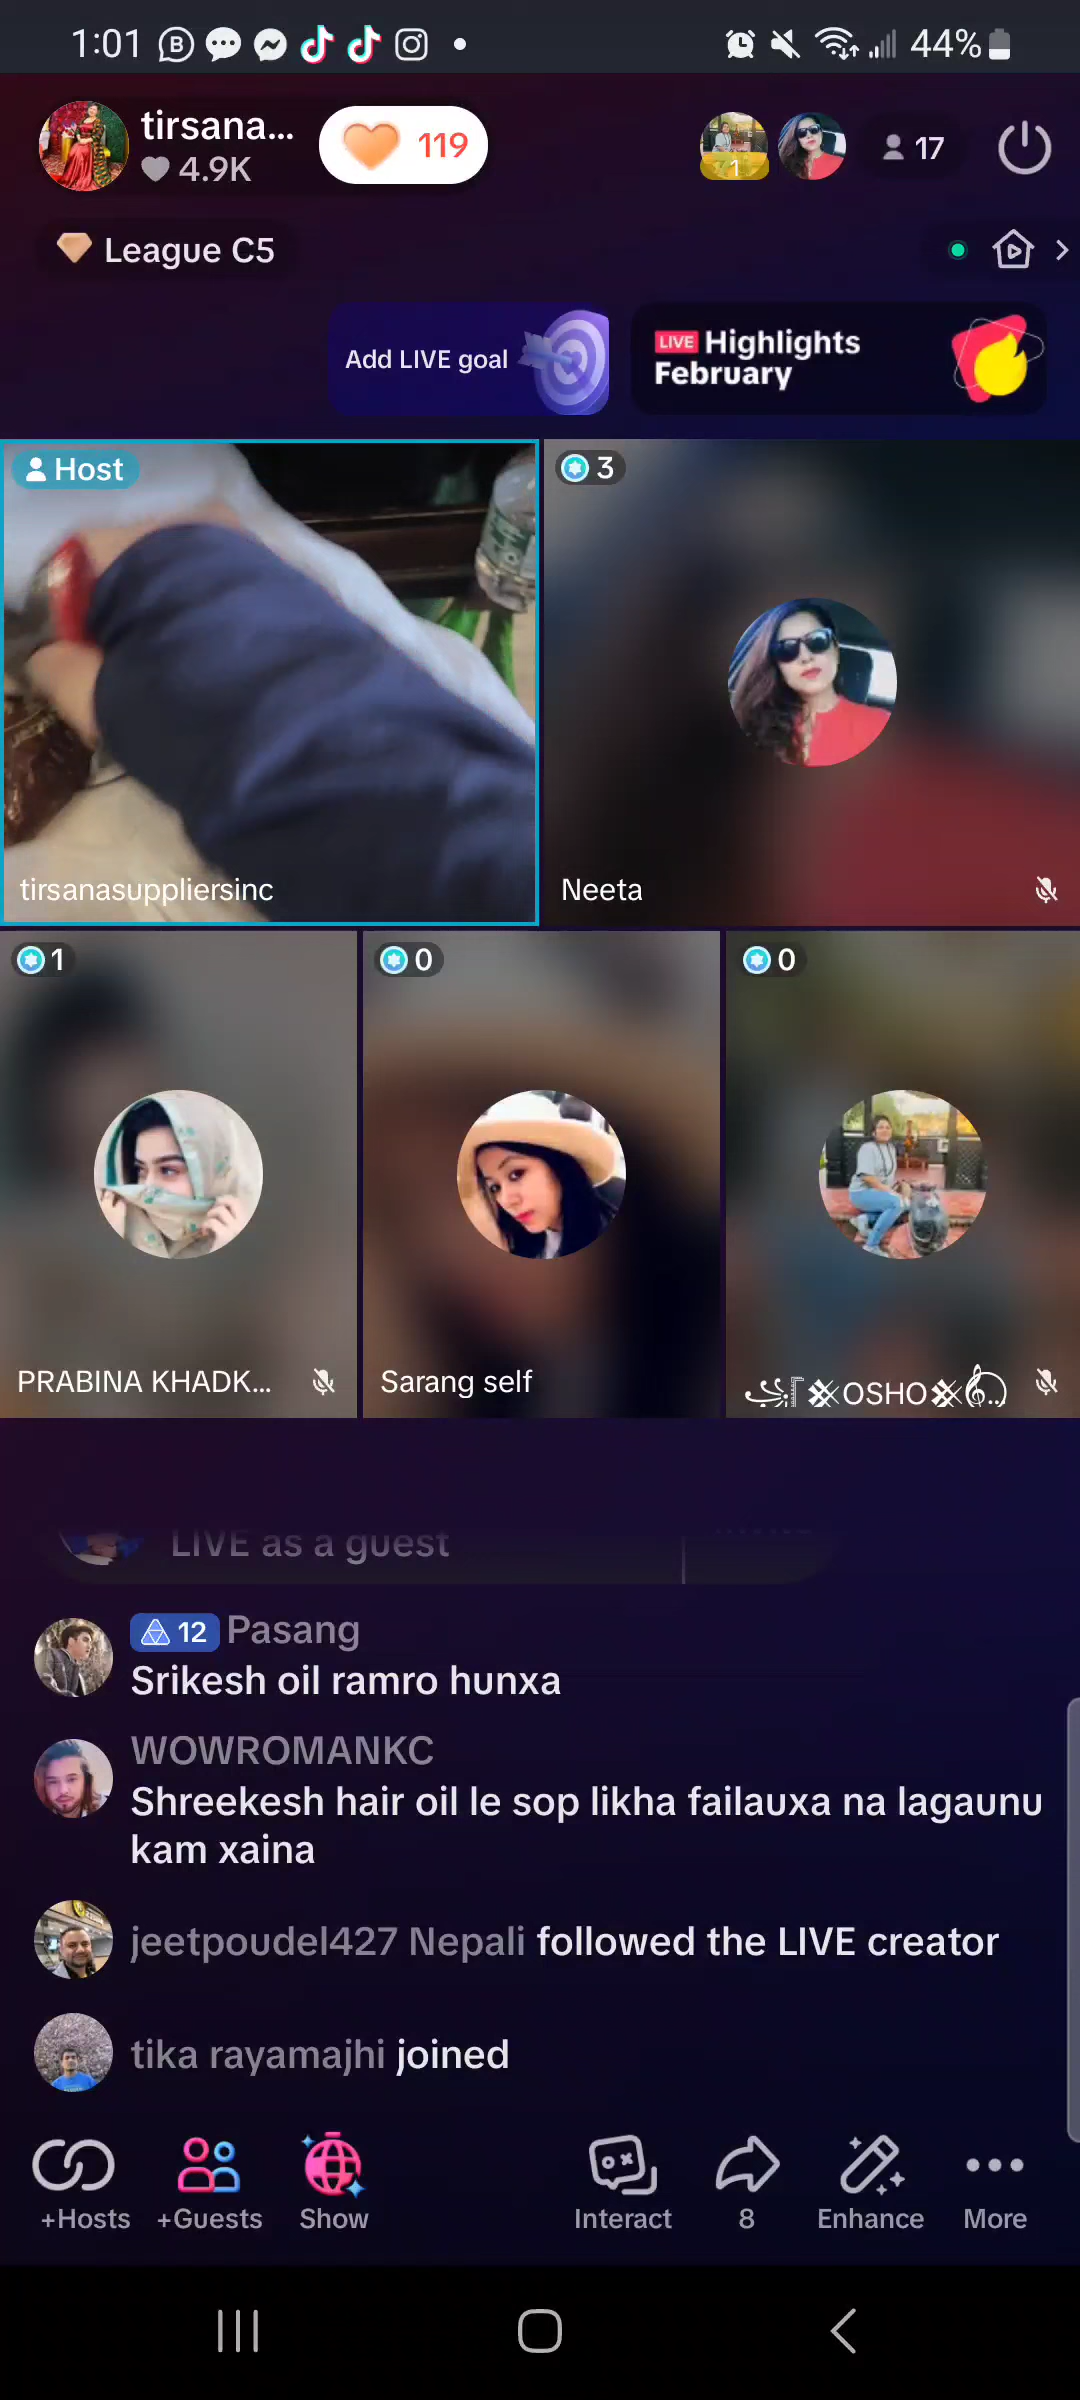 1:01
44%
tirsana...
4.9K
119
1
17
League C5
Add LIVE goal
LIVE Highlights
February
Host
3
tirsanasuppliersinc
Neeta
1
0
0
PRABINA KHADK...
Sarang self
OSHO
LIVE as a guest
12 Pasang
Srikesh oil ramro hunxa
WOWROMANKC
Shreekesh hair oil le sop likha failauxa na lagaunu
kam xaina
jeetpoudel427 Nepali followed the LIVE creator
tika rayamajhi joined
+Hosts
+Guests
Show
Interact
8
Enhance
More